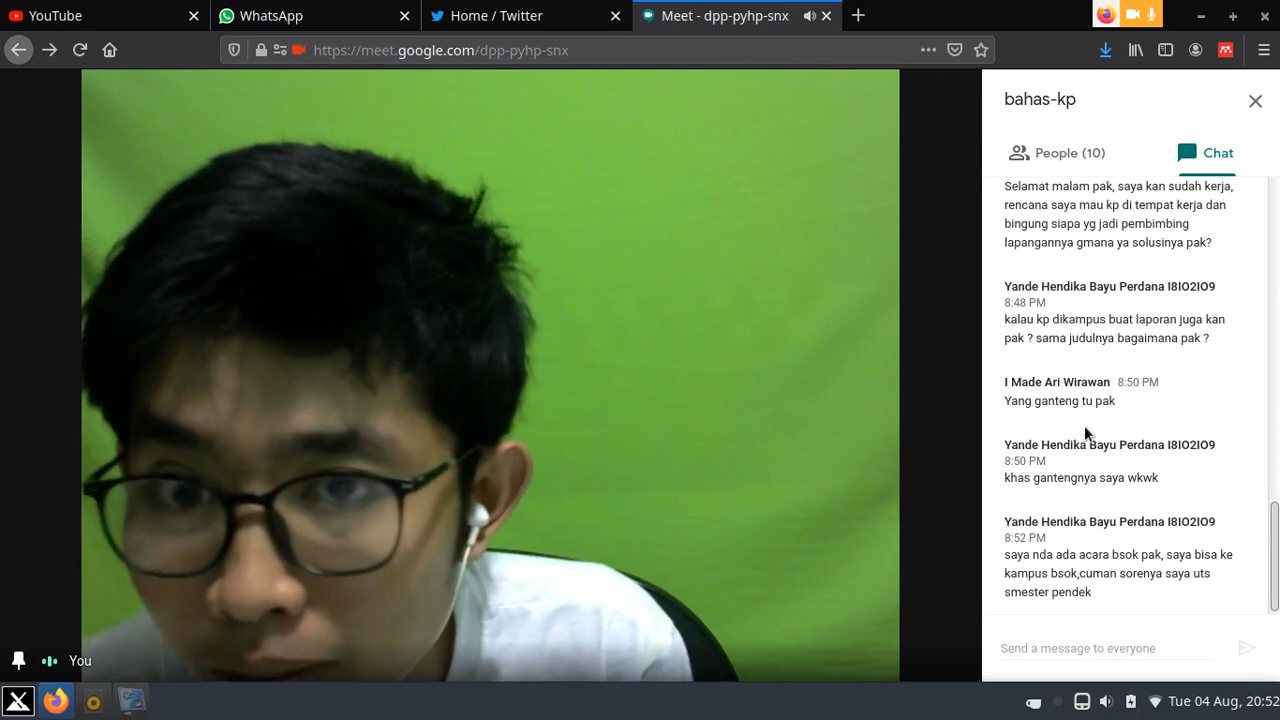 YouTube
WhatsApp
Home / Twitter
Meet - dpp-pyhp-snx
https://meet.google.com/dpp-pyhp-snx
bahas-kp
People (10)
Chat
Selamat malam pak, saya kan sudah kerja,
rencana saya mau kp di tempat kerja dan
bingung siapa yg jadi pembimbing
lapangannya gmana ya solusinya pak?
Yande Hendika Bayu Perdana I8IO2IO9
8:48 PM
kalau kp dikampus buat laporan juga kan
pak ? sama judulnya bagaimana pak ?
I Made Ari Wirawan 8:50 PM
Yang ganteng tu pak
Yande Hendika Bayu Perdana I8IO2IO9
8:50 PM
khas gantengnya saya wkwk
Yande Hendika Bayu Perdana I8IO2IO9
8:52 PM
saya nda ada acara bsok pak, saya bisa ke
kampus bsok,cuman sorenya saya uts
smester pendek
Send a message to everyone
You
Tue 04 Aug, 20:52